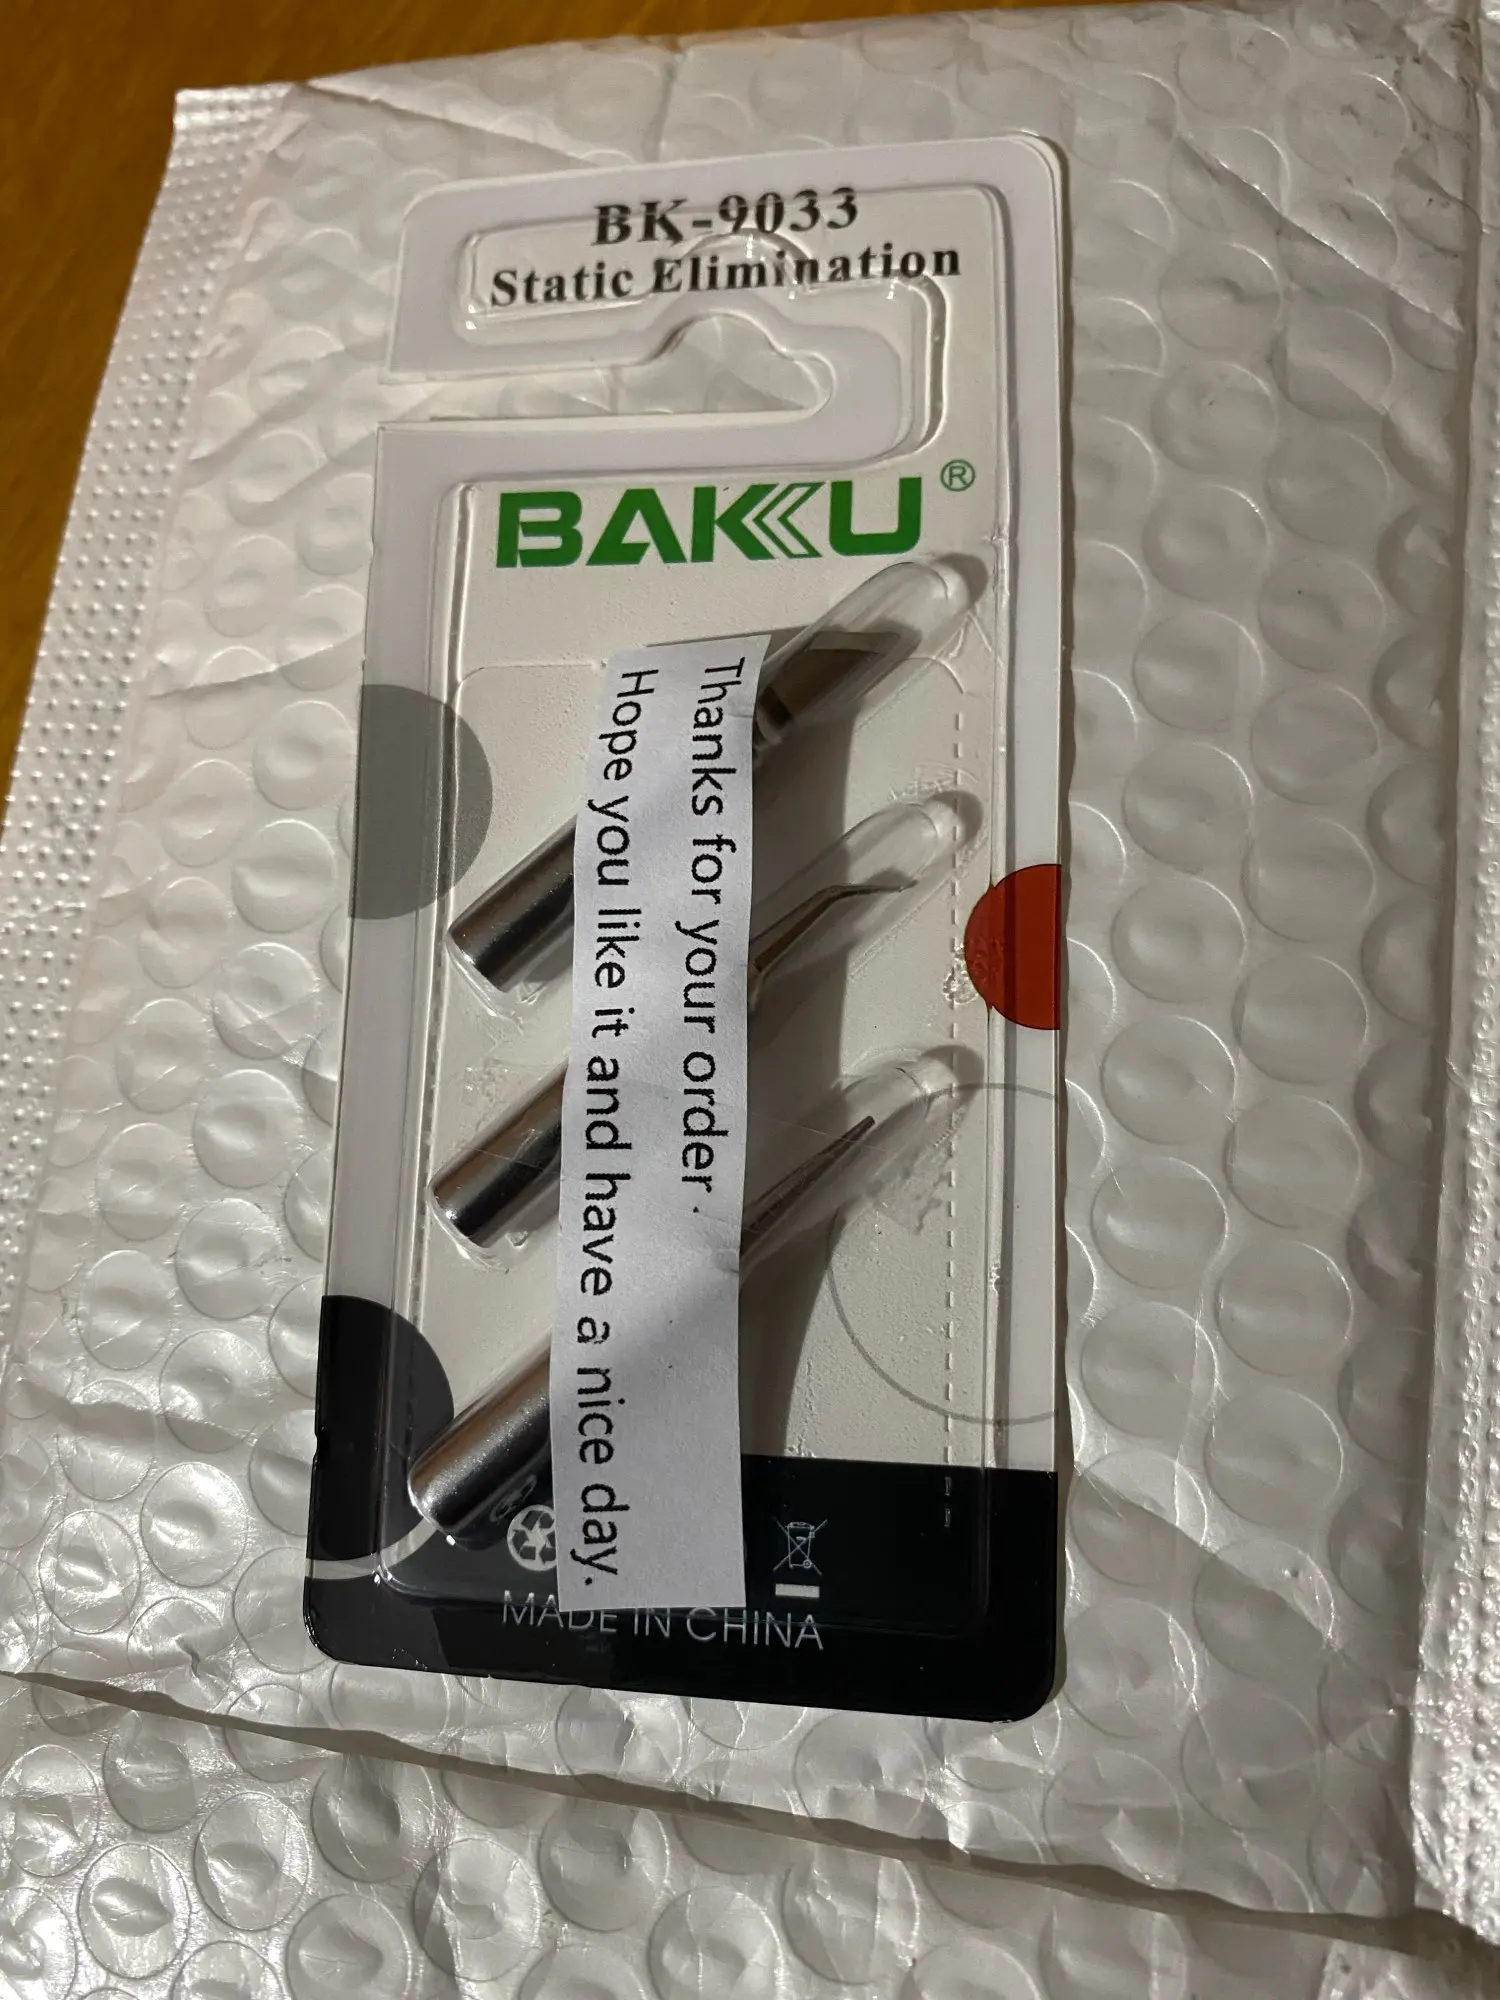 BK-9033
Static Elimination
BAKU®
Thanks for your order.
Hope you like it and have a nice day.
MADE IN CHINA